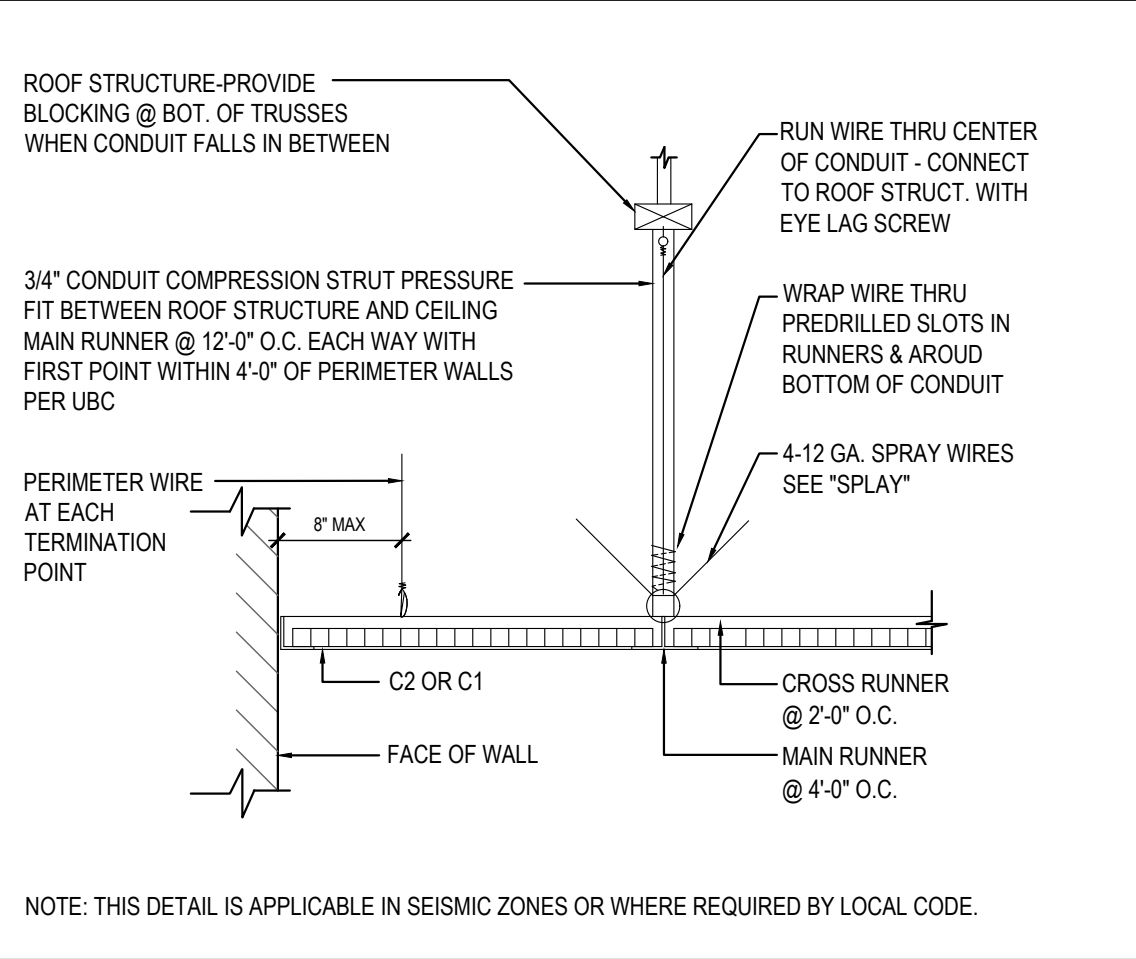 ROOF STRUCTURE-PROVIDE
BLOCKING @ BOT. OF TRUSSES
WHEN CONDUIT FALLS IN BETWEEN
RUN WIRE THRU CENTER
OF CONDUIT - CONNECT
TO ROOF STRUCT. WITH
EYE LAG SCREW
3/4" CONDUIT COMPRESSION STRUT PRESSURE
FIT BETWEEN ROOF STRUCTURE AND CEILING
MAIN RUNNER @ 12'-0" O.C. EACH WAY WITH
FIRST POINT WITHIN 4'-0" OF PERIMETER WALLS
PER UBC
WRAP WIRE THRU
PREDRILLED SLOTS IN
RUNNERS & AROUD
BOTTOM OF CONDUIT
4-12 GA. SPRAY WIRES
SEE "SPLAY"
PERIMETER WIRE
AT EACH
TERMINATION
POINT
8" MAX
C2 OR C1
FACE OF WALL
CROSS RUNNER
@ 2'-0" O.C.
MAIN RUNNER
@ 4'-0" O.C.
NOTE: THIS DETAIL IS APPLICABLE IN SEISMIC ZONES OR WHERE REQUIRED BY LOCAL CODE.